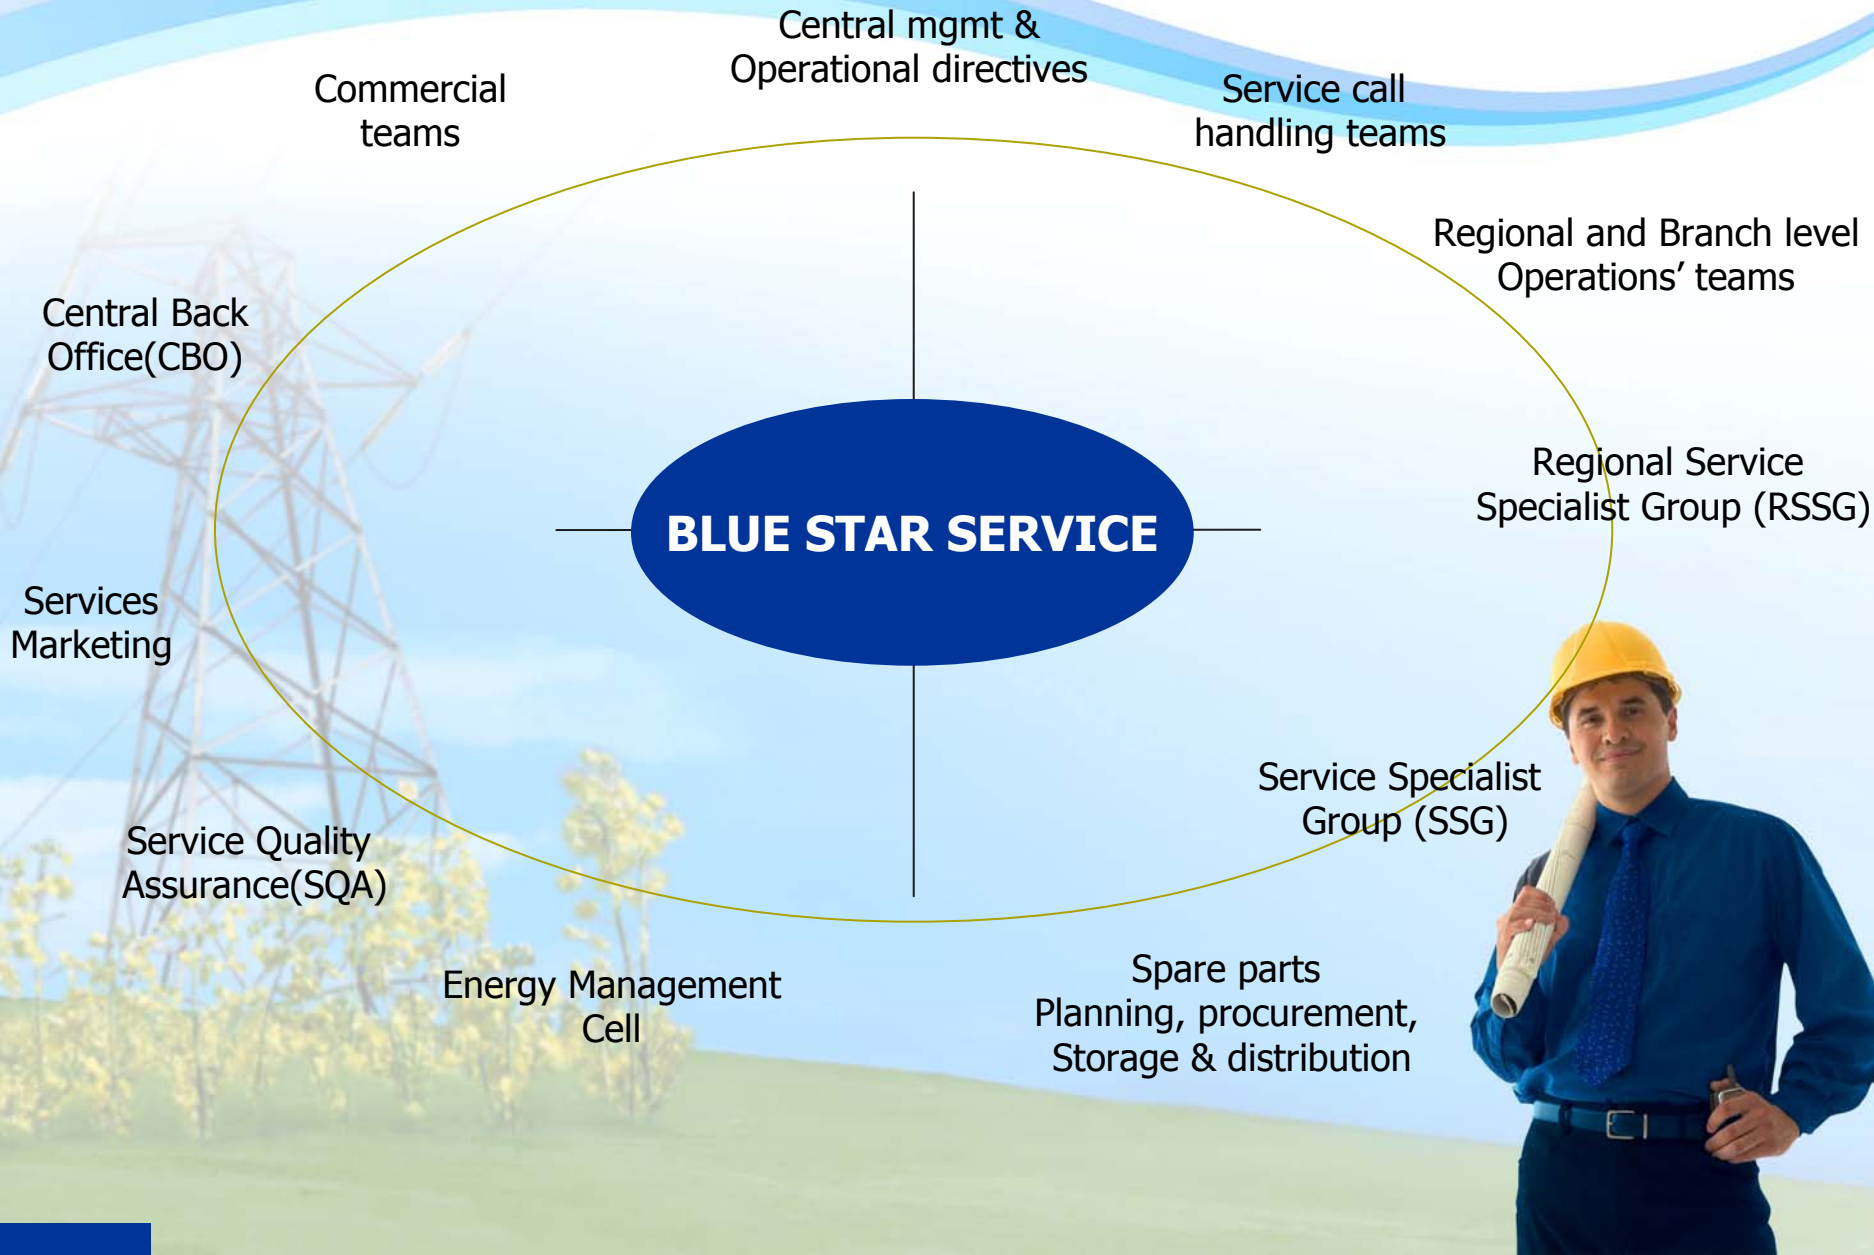 Central mgmt &
Operational directives
Commercial
teams
Service call
handling teams
Regional and Branch level
Operations’ teams
Central Back
Office(CBO)
Regional Service
Specialist Group (RSSG)
BLUE STAR SERVICE
Services
Marketing
Service Specialist
Group (SSG)
Service Quality
Assurance(SQA)
Energy Management
Cell
Spare parts
Planning, procurement,
Storage & distribution